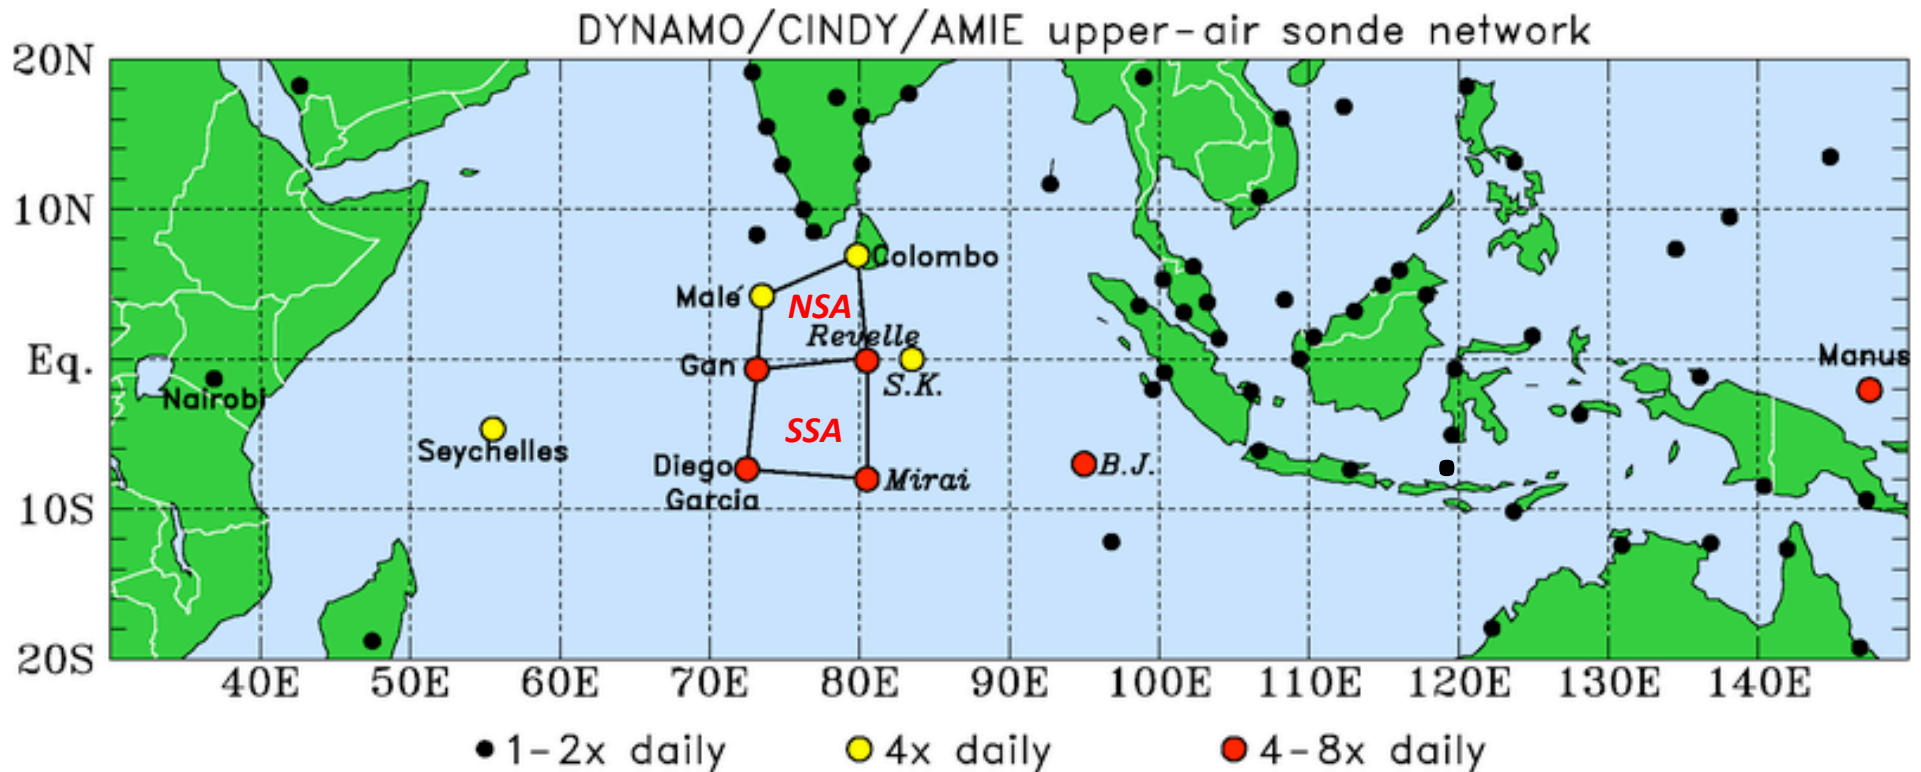 DYNAMO/CINDY/AMIE upper-air sonde network
20N
10N
Eq.
10S
20S
Colombo
Malé
NSA
Revelle
Gan
S.K.
Manus
Nairobi
SSA
Seychelles
Diego
Garcia
Mirai
B.J.
40E 50E 60E 70E 80E 90E 100E 110E 120E 130E 140E
1-2x daily 4x daily 4-8x daily